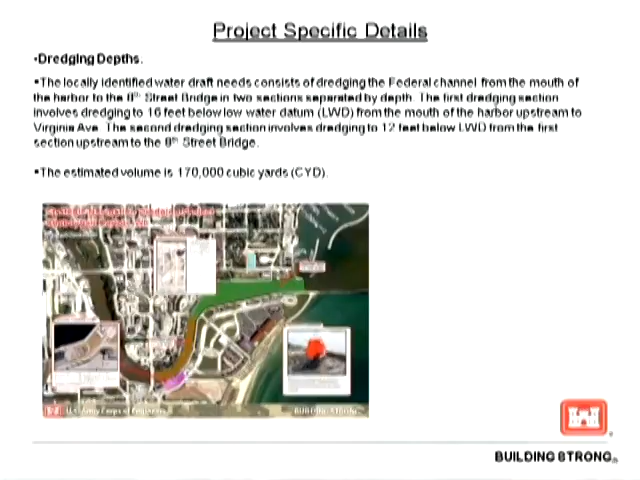 Project Specific Details
•Dredging Depths.
▪The locally identified water draft needs consists of dredging the Federal channel from the mouth of
the harbor to the 8th Street Bridge in two sections separated by depth. The first dredging section
involves dredging to 16 feet below low water datum (LWD) from the mouth of the harbor upstream to
Virginia Ave. The second dredging section involves dredging to 12 feet below LWD from the first
section upstream to the 8th Street Bridge.
▪The estimated volume is 170,000 cubic yards (CYD).
U.S. Army Corps of Engineers
BUILDING STRONG
BUILDING STRONG®